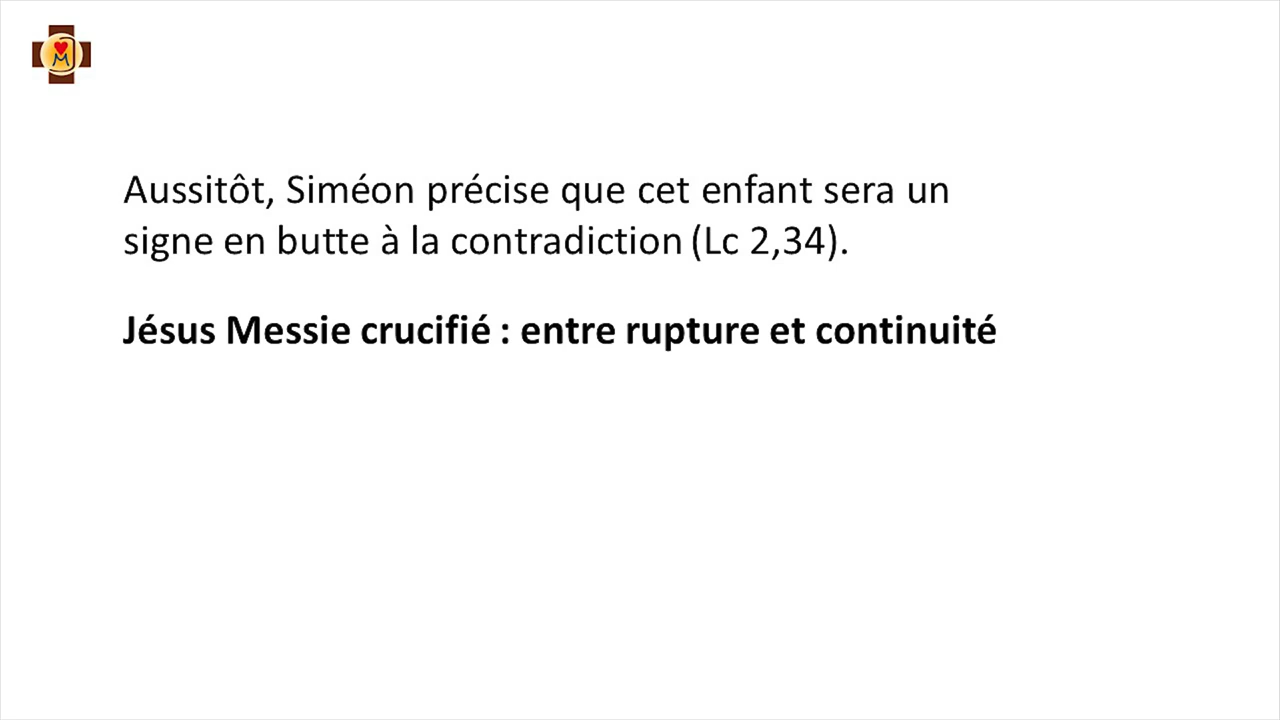 Aussitôt, Siméon précise que cet enfant sera un
signe en butte à la contradiction (Lc 2,34).
Jésus Messie crucifié : entre rupture et continuité